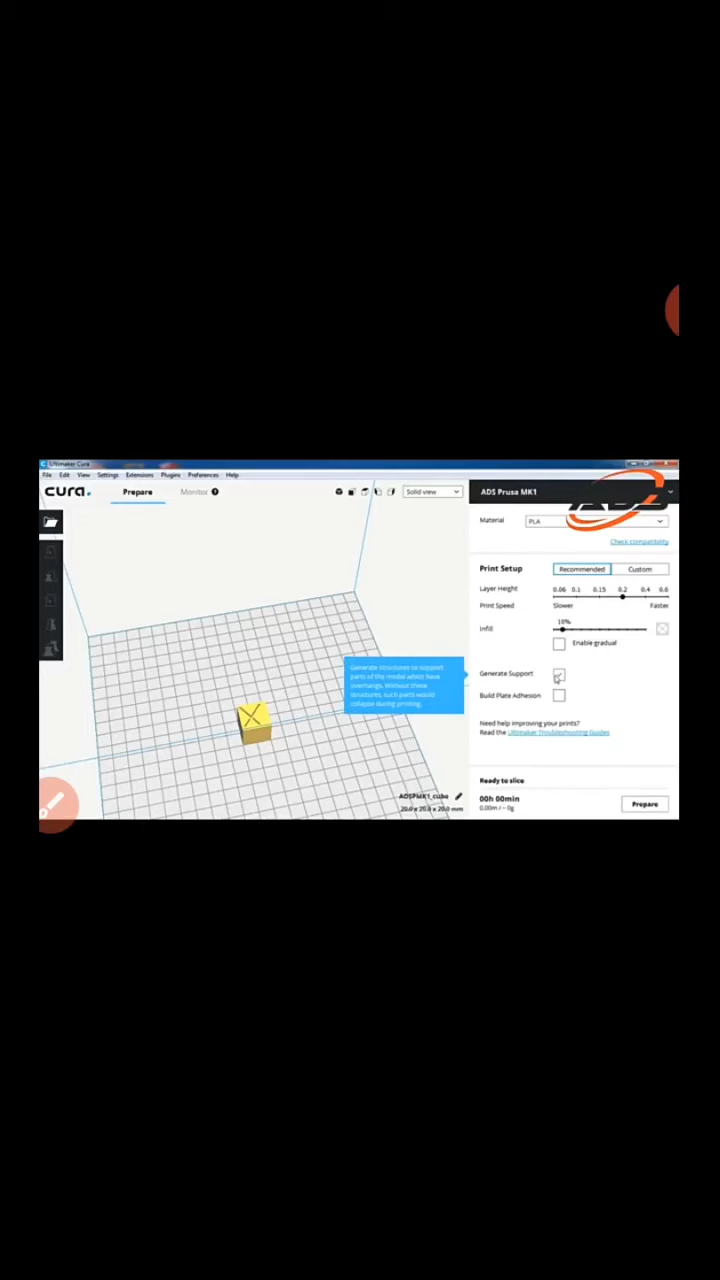 Ultimaker Cura
File Edit View Settings Extensions Plugins Preferences Help
cura.
Prepare
Monitor
Solid view
ADS Prusa MK1
ADS
Material
PLA
Check compatibility
Print Setup
Recommended
Custom
Layer Height
0.06 0.1 0.15 0.2 0.4 0.6
Print Speed
Slower
Faster
Infill
18%
Enable gradual
Generate structures to support
parts of the model which have
overhangs. Without these
structures, such parts would
collapse during printing.
Generate Support
Build Plate Adhesion
Need help improving your prints?
Read the Ultimaker Troubleshooting Guides
Ready to slice
ADSPMK1_cube
20.0 x 20.0 x 20.0 mm
00h 00min
0.00m / ~ 0g
Prepare
X